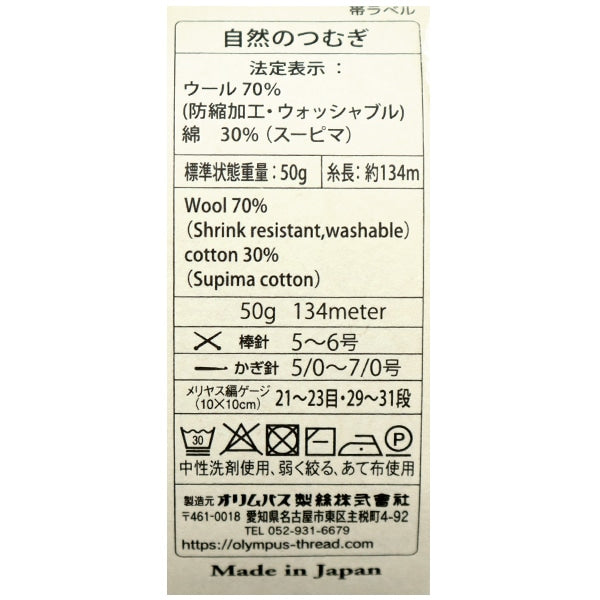 帯ラベル
自然のつむぎ
法定表示：
ウール 70%
(防縮加工・ウォッシャブル)
綿　30%（スーピマ）
標準状態重量：50g 糸長：約134m
Wool 70%
（Shrink resistant,washable）
cotton 30%
（Supima cotton）
50g 134meter
棒針 5〜6号
かぎ針 5/0〜7/0号
メリヤス編ゲージ
（10×10cm） 21〜23目・29〜31段
30 P
中性洗剤使用、弱く絞る、あて布使用
製造元 オリムパス製絲株式会社
〒461-0018 愛知県名古屋市東区主税町4-92
TEL 052-931-6679
https://olympus-thread.com
Made in Japan